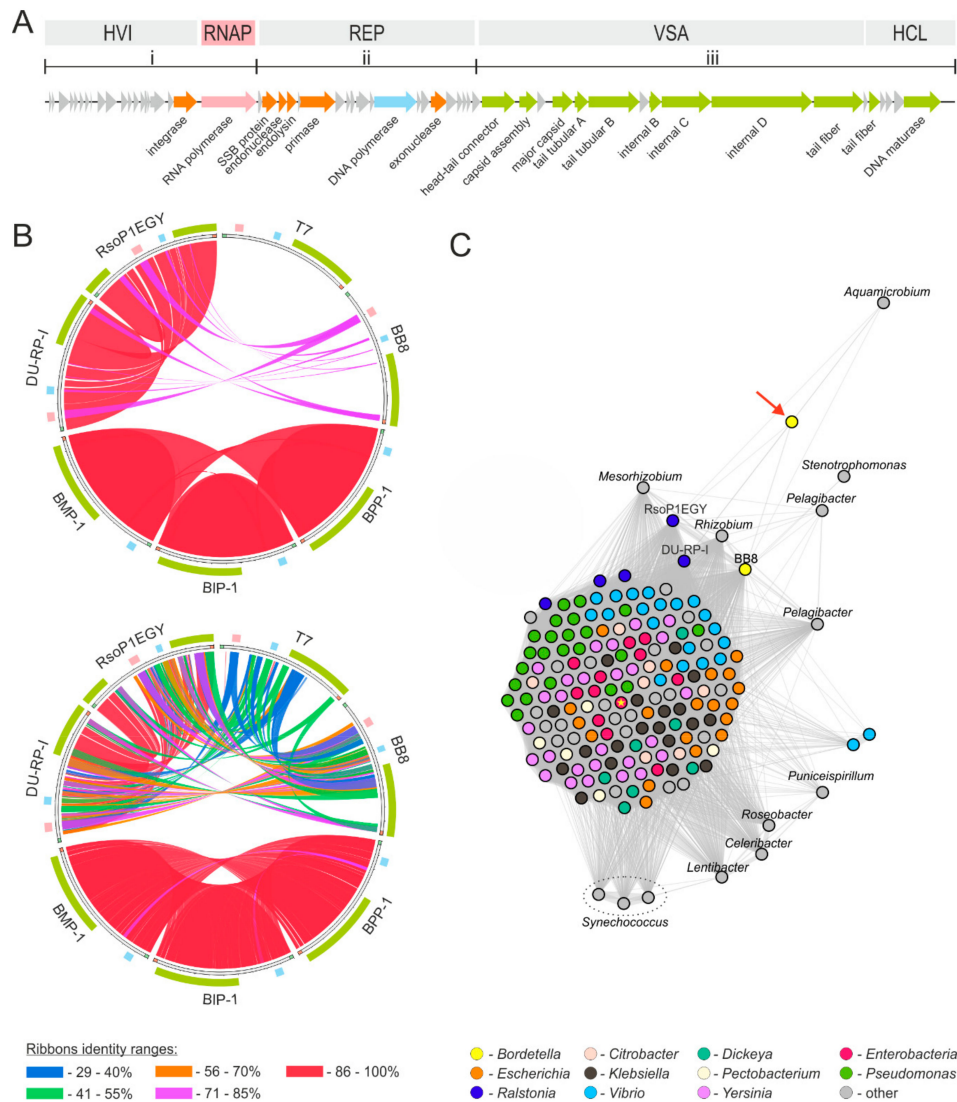 A
HVI RNAP REP VSA HCL
i ii iii
integrase
RNA polymerase
SSB protein
endonuclease
endolysin
primase
DNA polymerase
exonuclease
head-tail connector
capsid assembly
major capsid
tail tubular A
tail tubular B
internal B
internal C
internal D
tail fiber
tail fiber
DNA maturase
B
RsoP1EGY
T7
DU-RP-I
BB8
BMP-1
BPP-1
BIP-1
RsoP1EGY
T7
DU-RP-I
BB8
BMP-1
BPP-1
BIP-1
Ribbons identity ranges:
- 29 - 40% - 56 - 70% - 86 - 100%
- 41 - 55% - 71 - 85%
C
Aquamicrobium
Stenotrophomonas
Mesorhizobium
Pelagibacter
RsoP1EGY
Rhizobium
DU-RP-I
BB8
Pelagibacter
Puniceispirillum
Roseobacter
Celeribacter
Lentibacter
Synechococcus
- Bordetella - Citrobacter - Dickeya - Enterobacteria
- Escherichia - Klebsiella - Pectobacterium - Pseudomonas
- Ralstonia - Vibrio - Yersinia - other